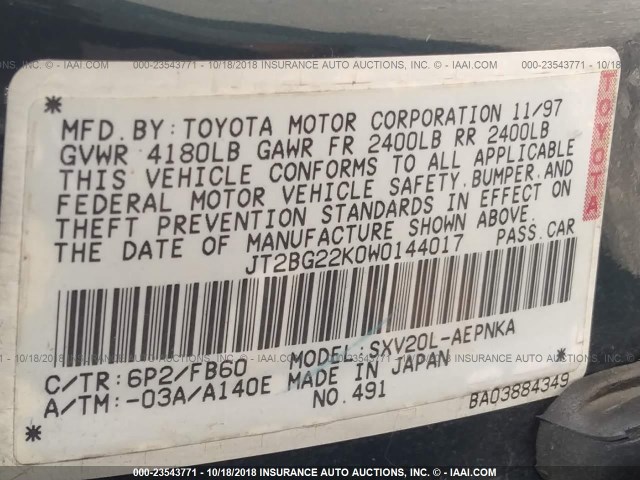 000-23543771 - 10/18/2018 INSURANCE AUTO AUCTIONS, INC. - © - IAAI.COM
TOYOTA
MFD. BY: TOYOTA MOTOR CORPORATION 11/97
GVWR 4180LB GAWR FR 2400LB RR 2400LB
THIS VEHICLE CONFORMS TO ALL APPLICABLE
FEDERAL MOTOR VEHICLE SAFETY, BUMPER, AND
THEFT PREVENTION STANDARDS IN EFFECT ON
THE DATE OF MANUFACTURE SHOWN ABOVE.
JT2BG22K0W0144017 PASS. CAR
C/TR: 6P2/FB60 MODEL: SXV20L-AEPNKA
A/TM: -03A/A140E MADE IN JAPAN
NO. 491 BA03884349
000-23543771 - 10/18/2018 INSURANCE AUTO AUCTIONS, INC. - © - IAAI.COM